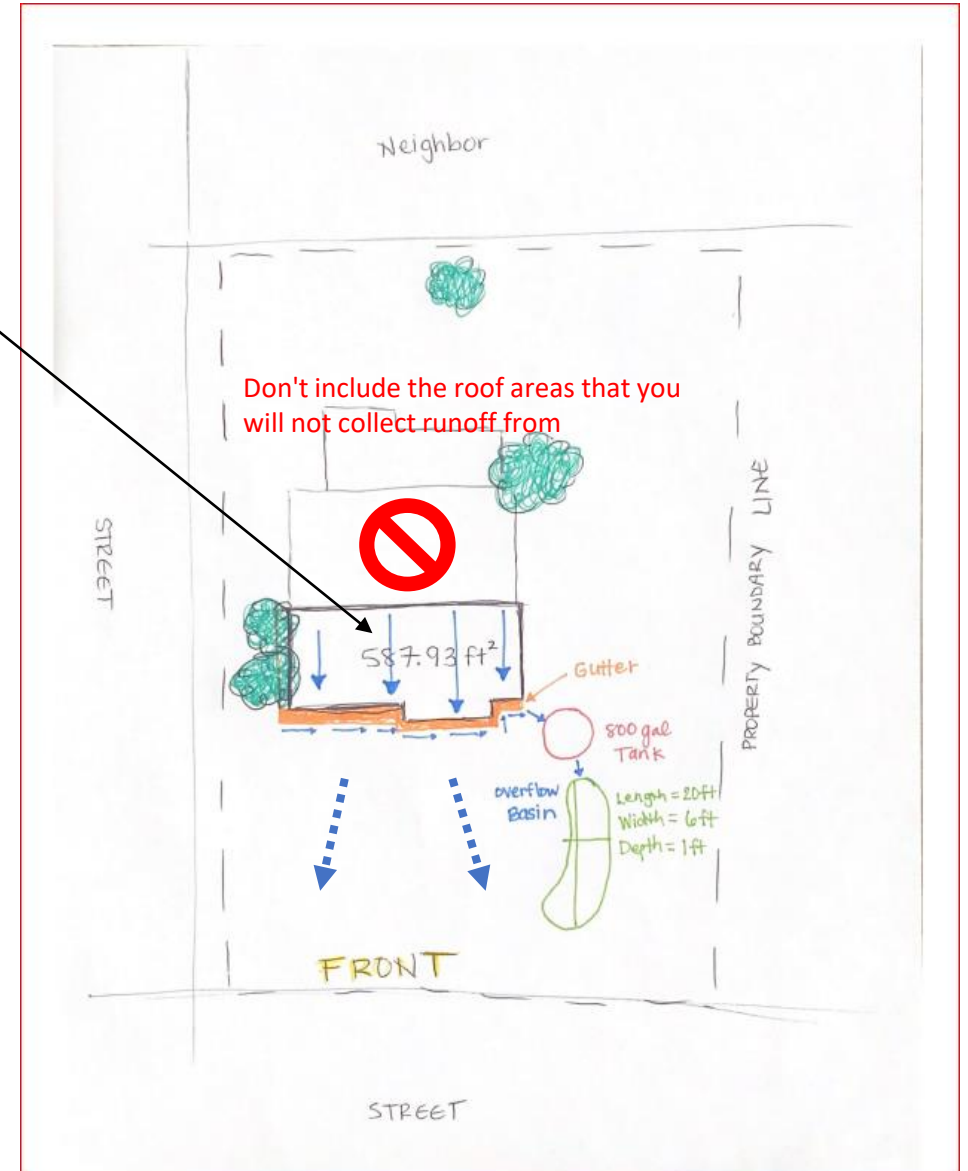 Neighbor
Don't include the roof areas that you
will not collect runoff from
STREET
PROPERTY BOUNDARY LINE
587.93 ft²
Gutter
800 gal
Tank
overflow
Basin
Length = 20ft
Width = 6ft
Depth = 1ft
FRONT
STREET